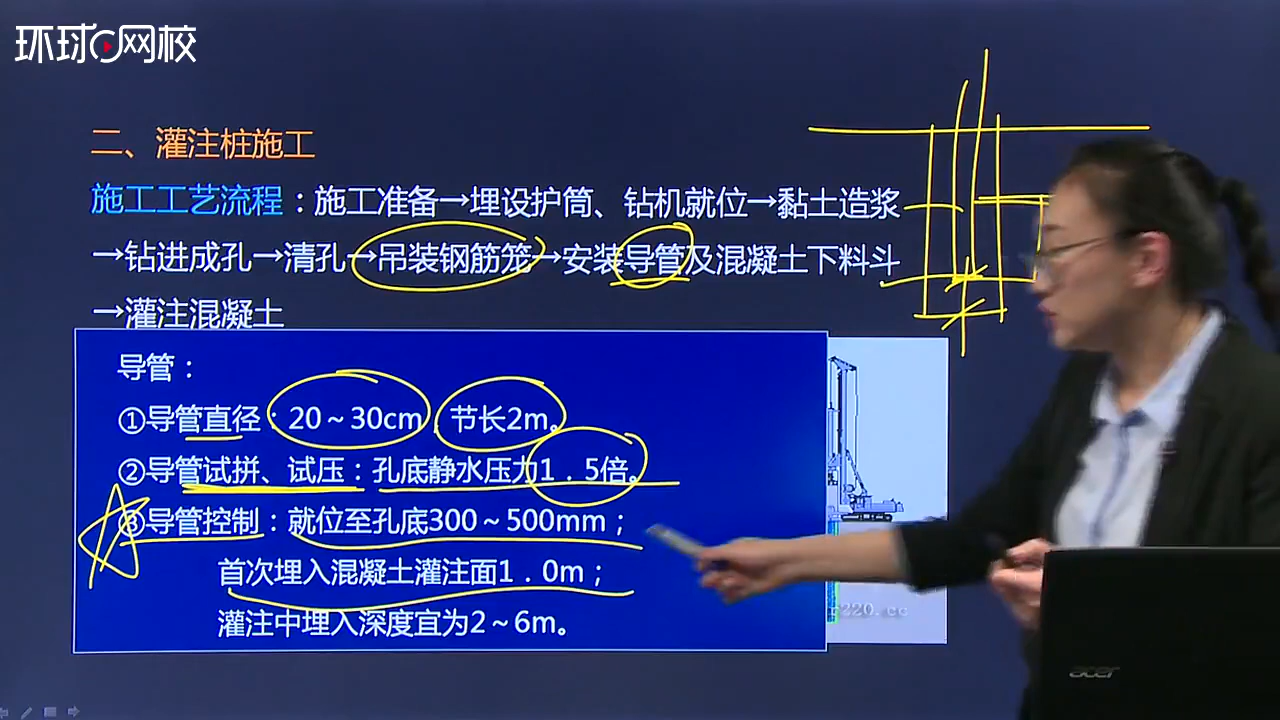 环球网校
二、灌注桩施工
施工工艺流程：施工准备→埋设护筒、钻机就位→黏土造浆
→钻进成孔→清孔→吊装钢筋笼→安装导管及混凝土下料斗
→灌注混凝土
导管：
①导管直径：20～30cm，节长2m。
②导管试拼、试压：孔底静水压力1．5倍。
③导管控制：就位至孔底300～500mm；
首次埋入混凝土灌注面1．0m；
灌注中埋入深度宜为2～6m。
r220.cc
acer